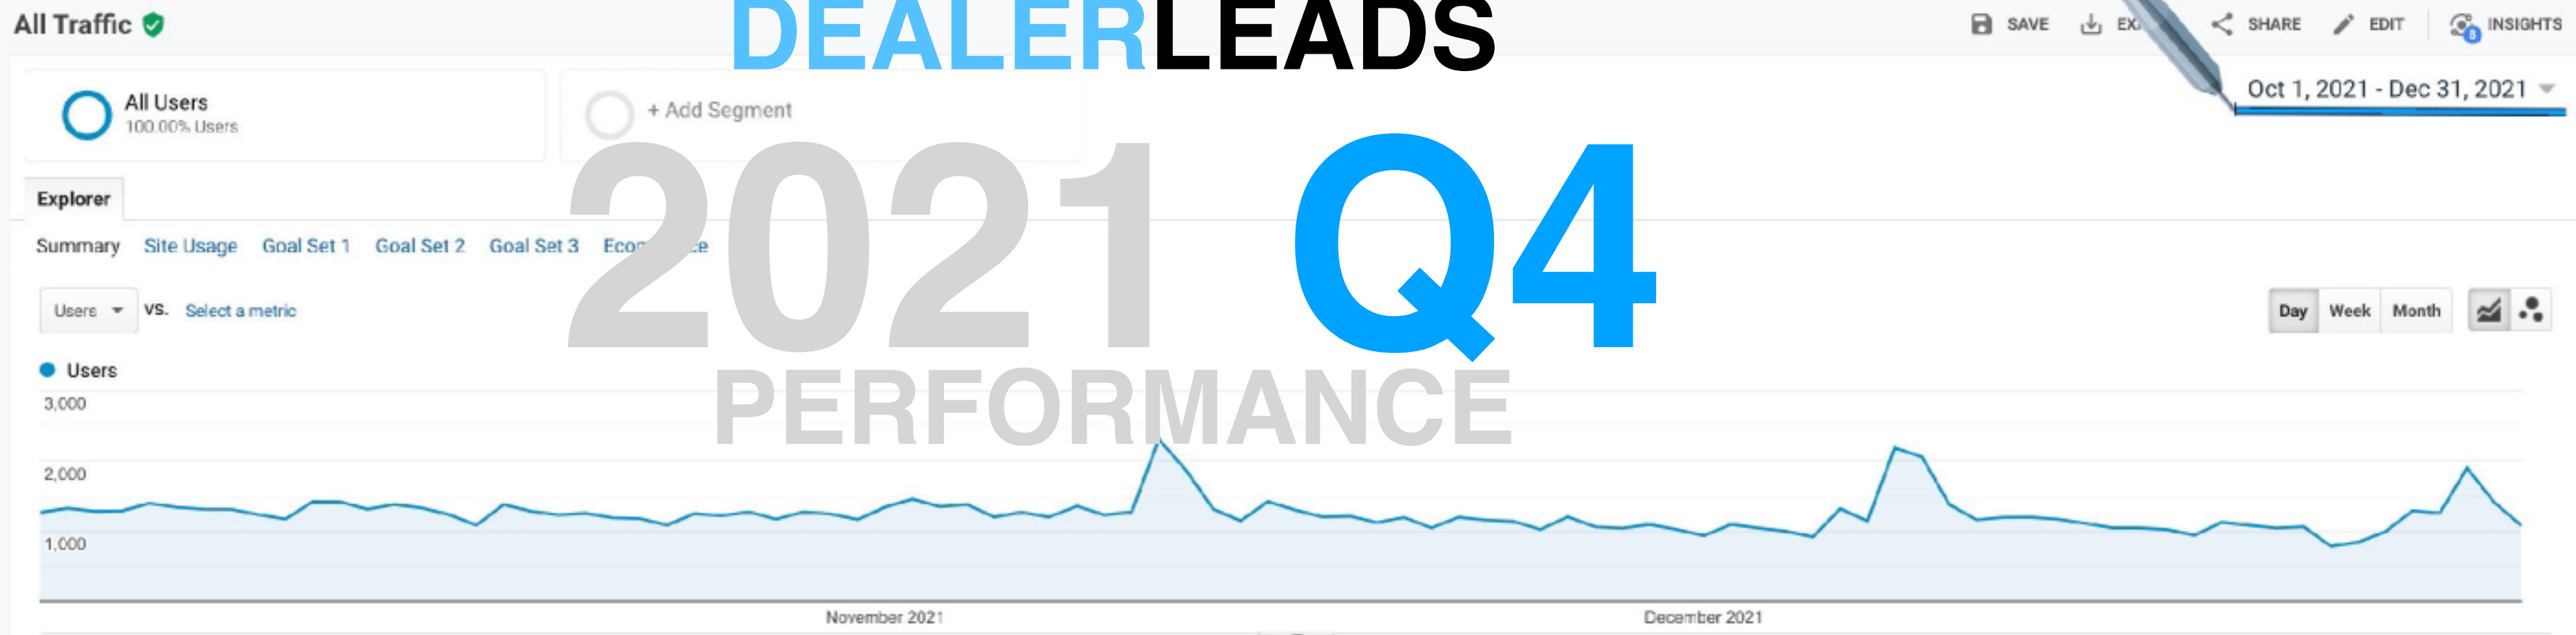 All Traffic
DEALERLEADS
SAVE
SHARE
EDIT
INSIGHTS
8
All Users
100.00% Users
+ Add Segment
Oct 1, 2021 - Dec 31, 2021
2021 Q4
Explorer
Summary Site Usage Goal Set 1 Goal Set 2 Goal Set 3
Users VS. Select a metric
Day Week Month
PERFORMANCE
Users
3,000
2,000
1,000
November 2021 December 2021